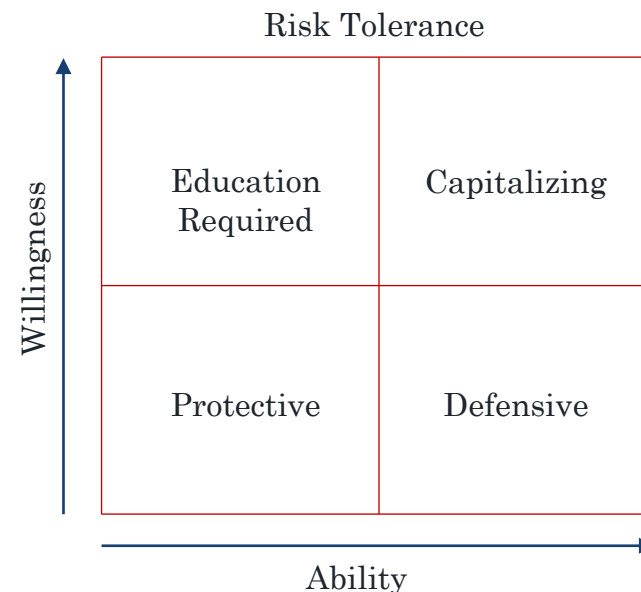 Risk Tolerance
Willingness
Education
Required
Capitalizing
Protective
Defensive
Ability